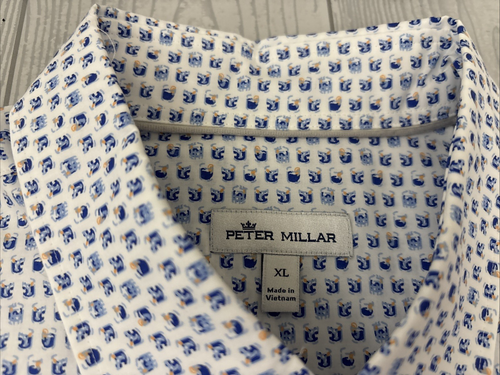 PETER MILLAR
XL
Made in
Vietnam